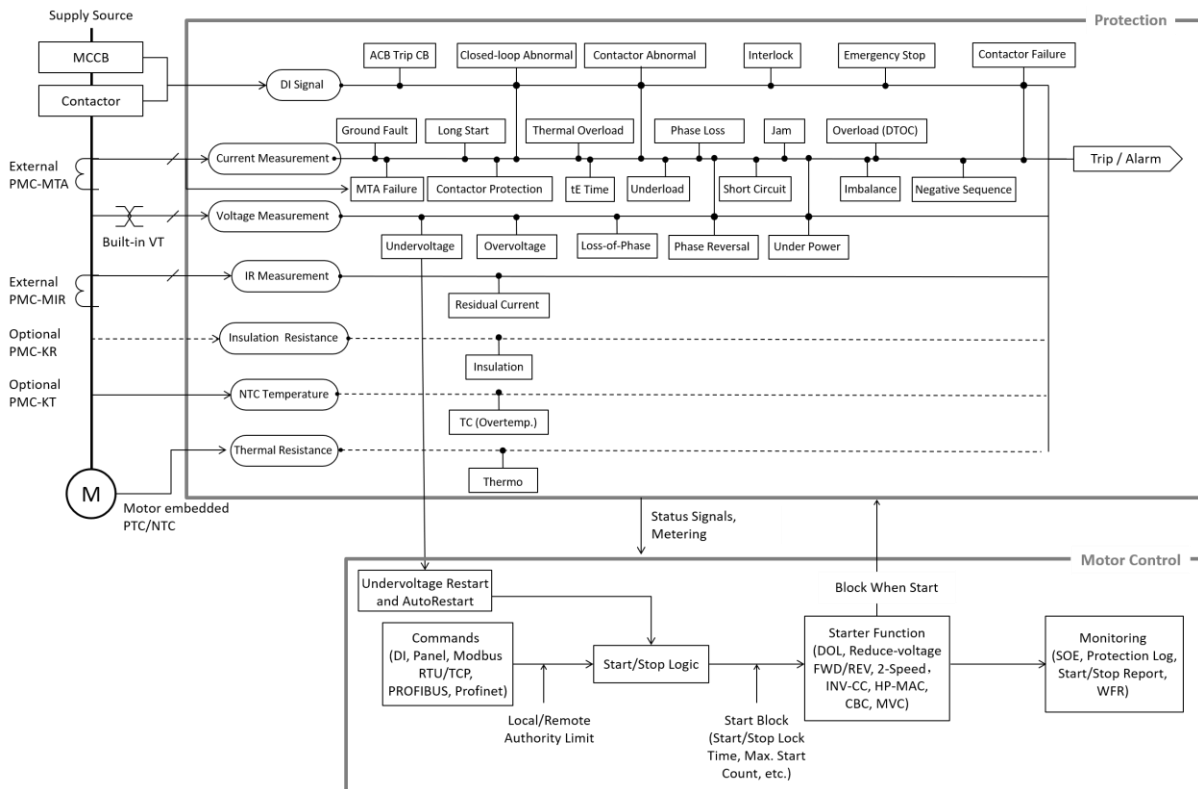 Supply Source
MCCB
Contactor
External
PMC-MTA
Built-in VT
External
PMC-MIR
Optional
PMC-KR
Optional
PMC-KT
M
Motor embedded
PTC/NTC
Protection
DI Signal
ACB Trip CB
Closed-loop Abnormal
Contactor Abnormal
Interlock
Emergency Stop
Contactor Failure
Current Measurement
Ground Fault
Long Start
Thermal Overload
Phase Loss
Jam
Overload (DTOC)
MTA Failure
Contactor Protection
tE Time
Underload
Short Circuit
Imbalance
Negative Sequence
Trip / Alarm
Voltage Measurement
Undervoltage
Overvoltage
Loss-of-Phase
Phase Reversal
Under Power
IR Measurement
Residual Current
Insulation Resistance
Insulation
NTC Temperature
TC (Overtemp.)
Thermal Resistance
Thermo
Status Signals,
Metering
Motor Control
Block When Start
Undervoltage Restart
and AutoRestart
Commands
(DI, Panel, Modbus
RTU/TCP,
PROFIBUS, Profinet)
Local/Remote
Authority Limit
Start/Stop Logic
Start Block
(Start/Stop Lock
Time, Max. Start
Count, etc.)
Starter Function
(DOL, Reduce-voltage
FWD/REV, 2-Speed,
INV-CC, HP-MAC,
CBC, MVC)
Monitoring
(SOE, Protection Log,
Start/Stop Report,
WFR)